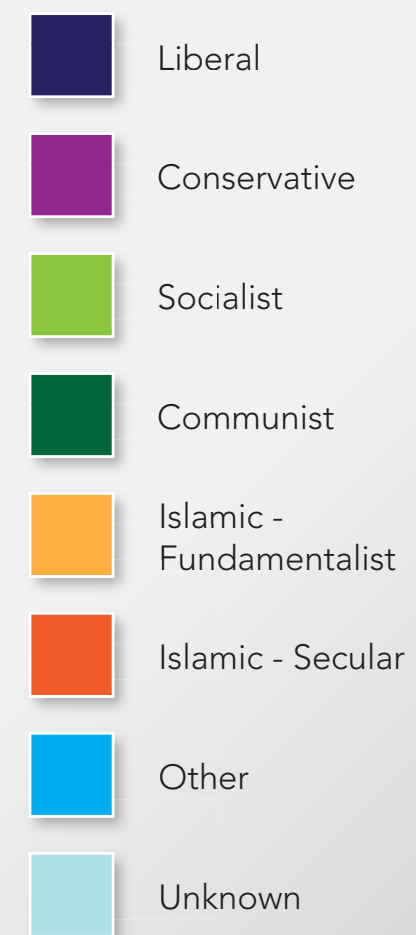 Liberal
Conservative
Socialist
Communist
Islamic -
Fundamentalist
Islamic - Secular
Other
Unknown